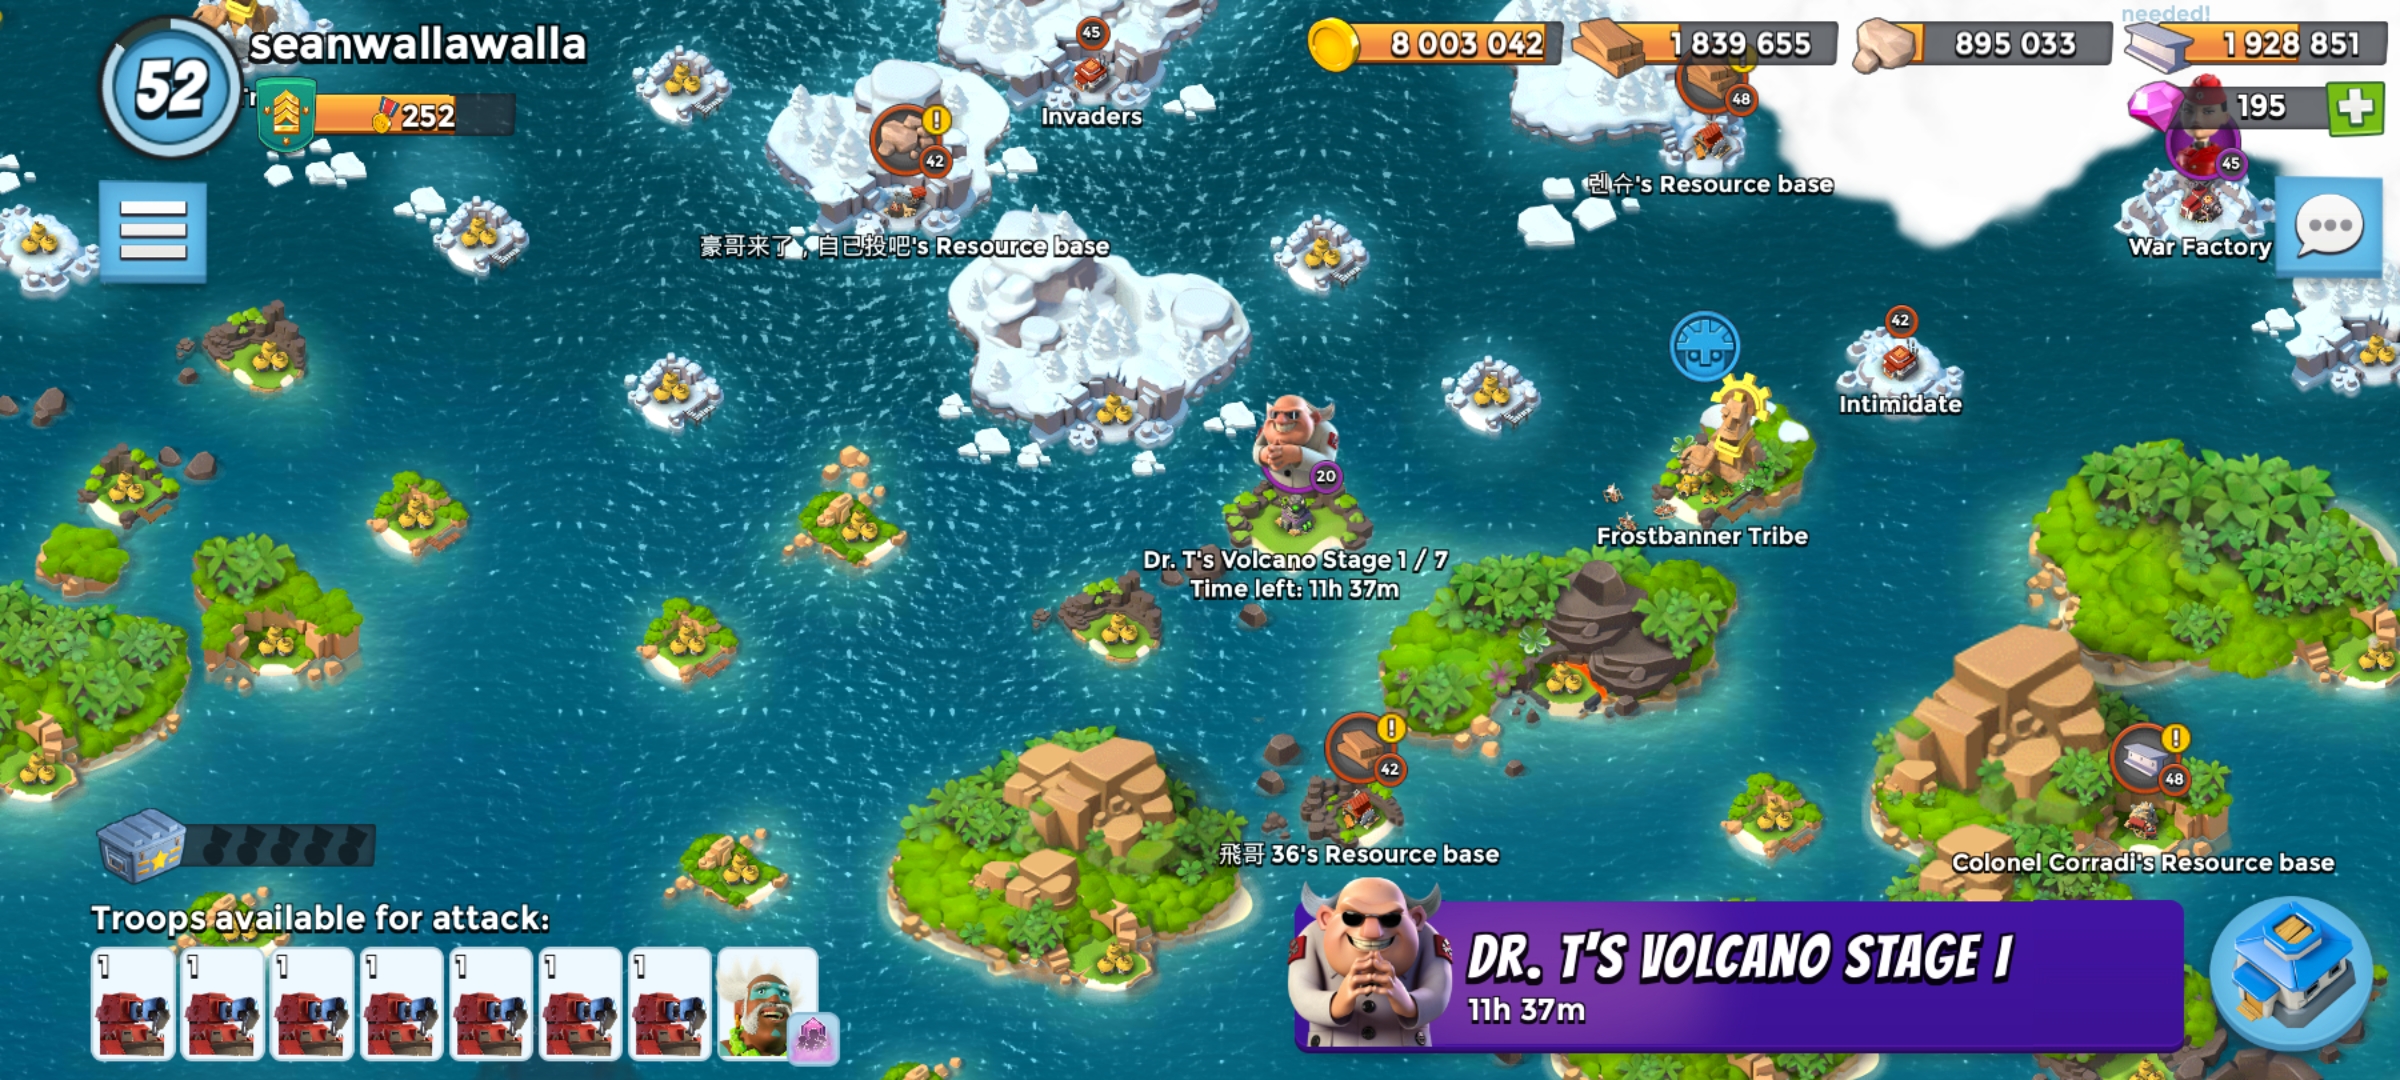 needed!
52
seanwallawalla
252
8 003 042
1 839 655
895 033
1 928 851
195
45
Invaders
42
豪哥来了，自己投吧's Resource base
48
렌슈's Resource base
45
War Factory
42
Intimidate
20
Dr. T's Volcano Stage 1 / 7
Time left: 11h 37m
Frostbanner Tribe
42
飛哥 36's Resource base
48
Colonel Corradi's Resource base
Troops available for attack:
1 1 1 1 1 1 1
DR. T'S VOLCANO STAGE 1
11h 37m